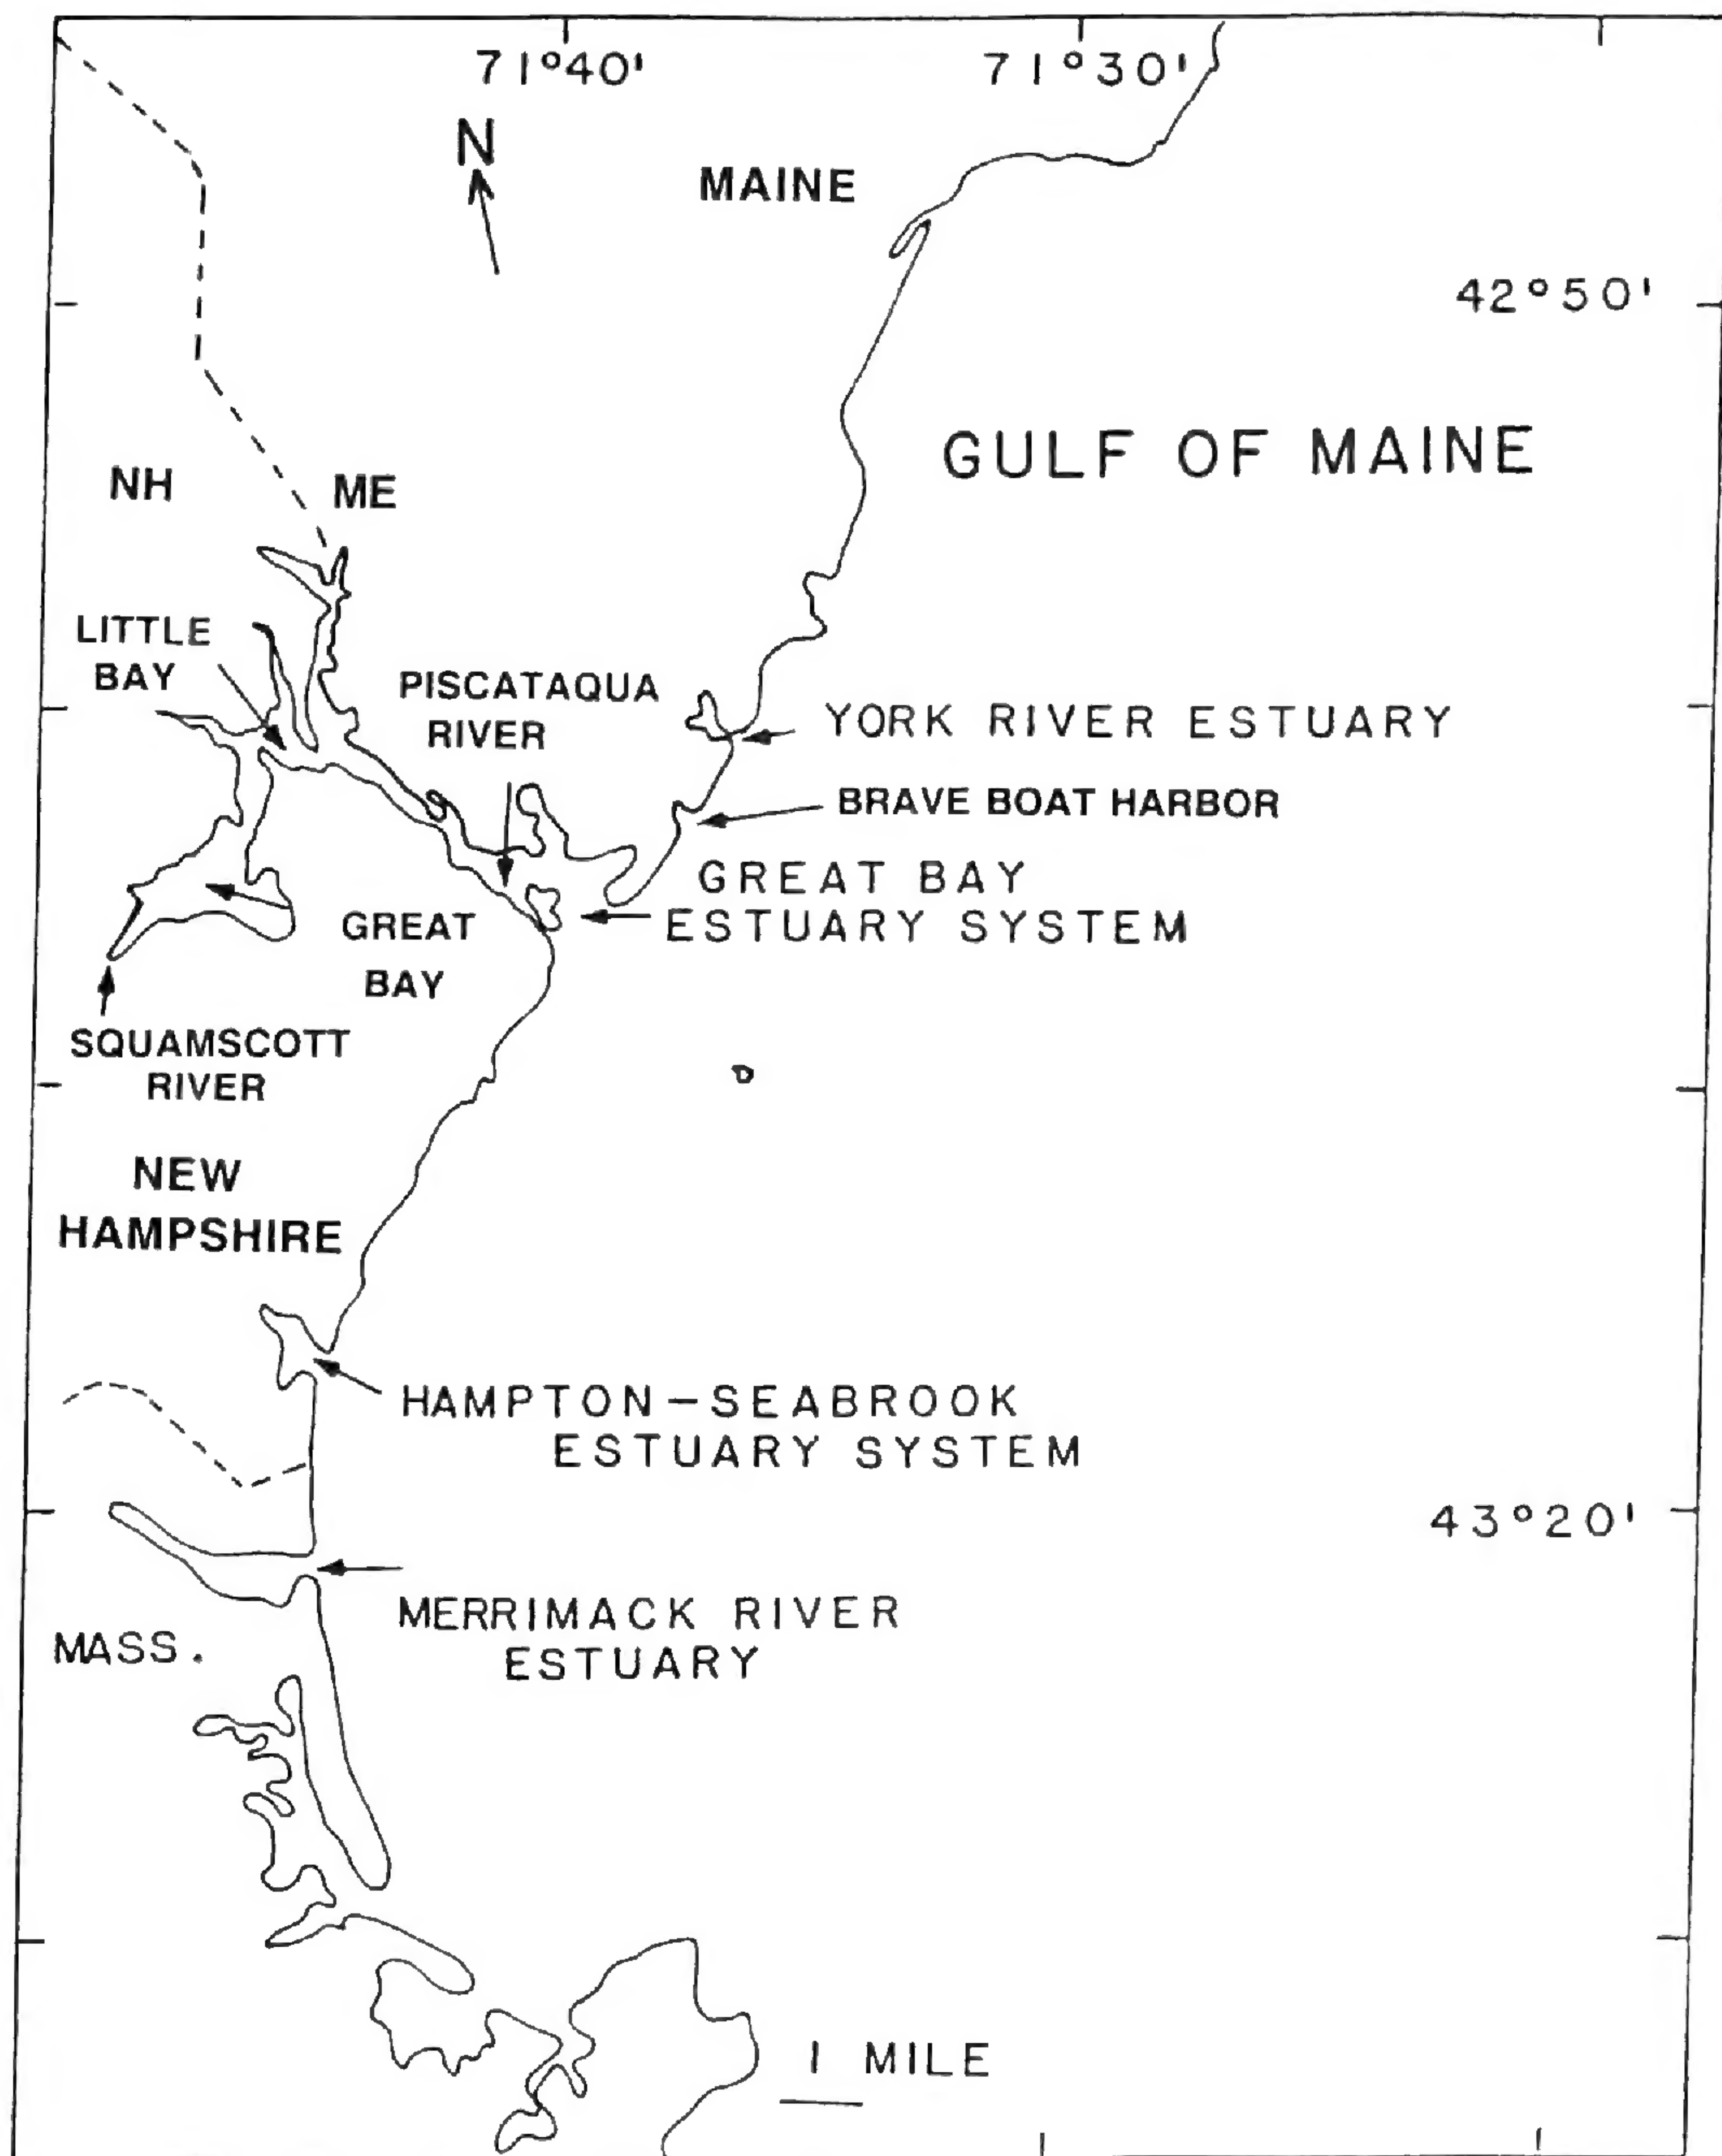 71°40'
71°30'
N
MAINE
42°50'
GULF OF MAINE
NH
ME
LITTLE
BAY
PISCATAQUA
RIVER
YORK RIVER ESTUARY
BRAVE BOAT HARBOR
GREAT BAY
ESTUARY SYSTEM
GREAT
BAY
SQUAMSCOTT
RIVER
NEW
HAMPSHIRE
HAMPTON-SEABROOK
ESTUARY SYSTEM
43°20'
MERRIMACK RIVER
ESTUARY
MASS.
1 MILE